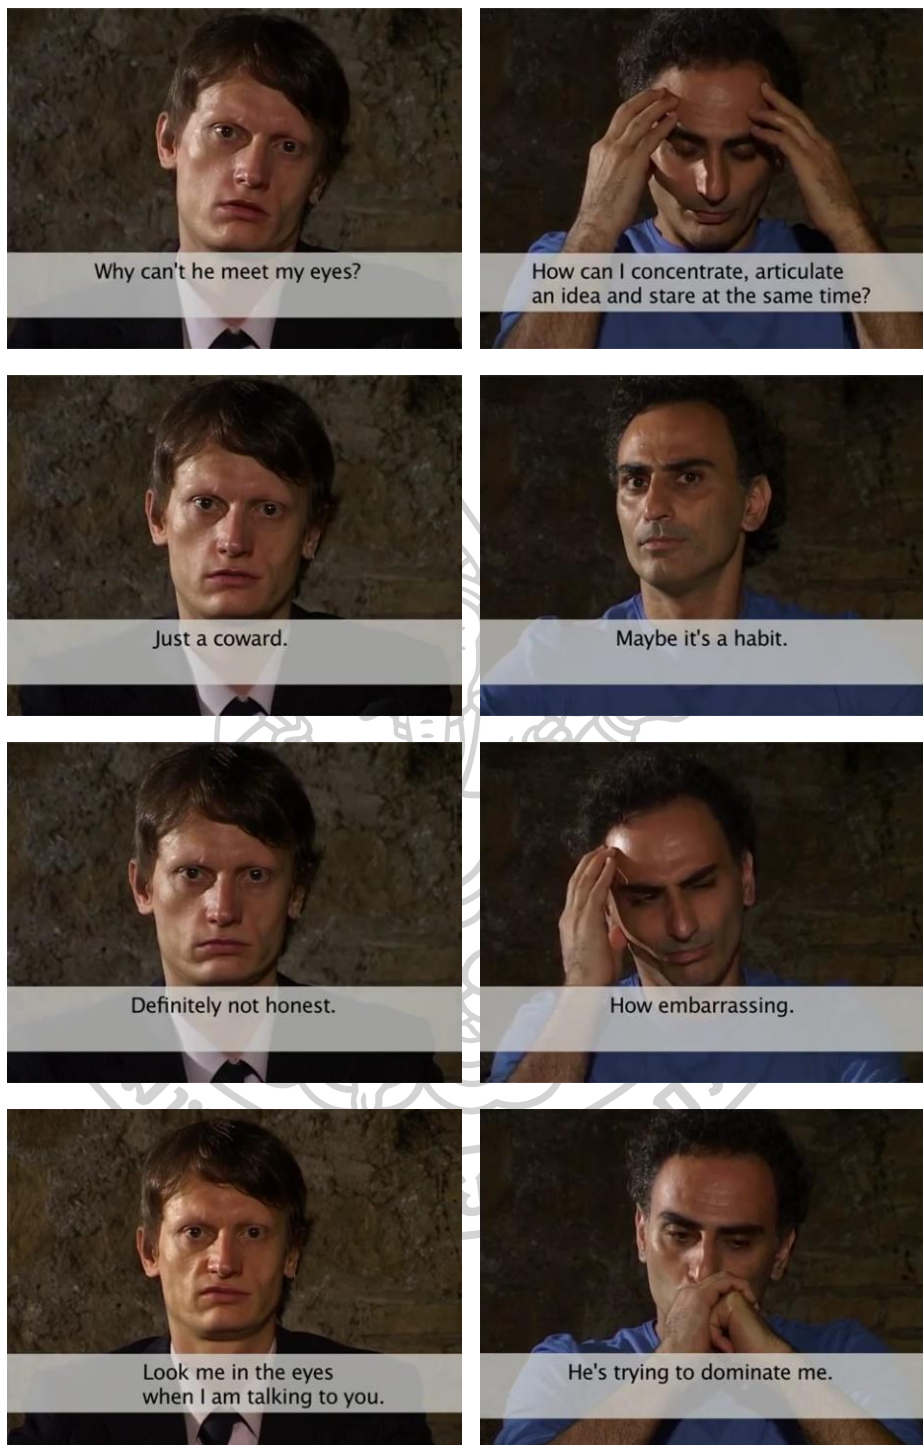 Why can't he meet my eyes?
How can I concentrate, articulate
an idea and stare at the same time?
Just a coward.
Maybe it's a habit.
Definitely not honest.
How embarrassing.
Look me in the eyes
when I am talking to you.
He's trying to dominate me.